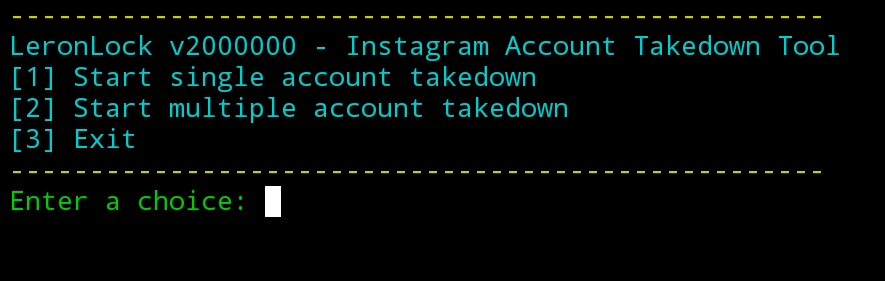 ---------------------------------------------------
LeronLock v2000000 - Instagram Account Takedown Tool
[1] Start single account takedown
[2] Start multiple account takedown
[3] Exit
---------------------------------------------------
Enter a choice: